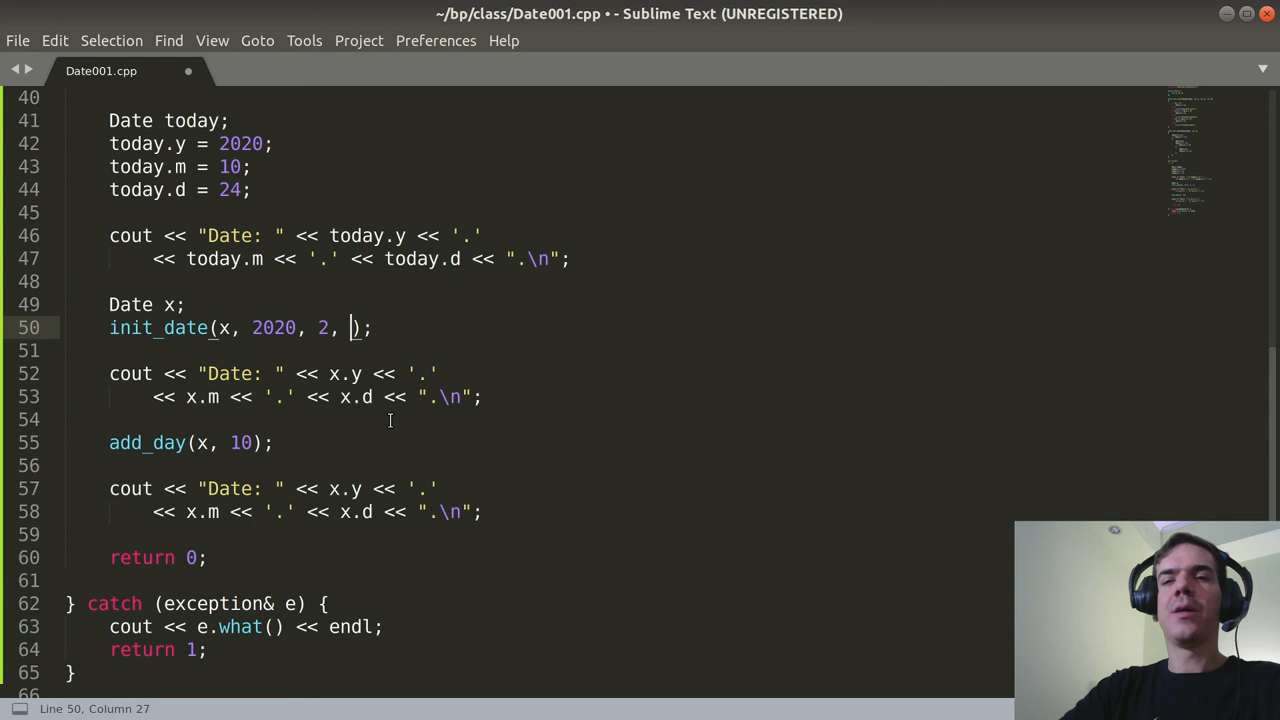 ~/bp/class/Date001.cpp • - Sublime Text (UNREGISTERED)
File Edit Selection Find View Goto Tools Project Preferences Help
Date001.cpp
40
41 Date today;
42 today.y = 2020;
43 today.m = 10;
44 today.d = 24;
45
46 cout << "Date: " << today.y << '.'
47 << today.m << '.' << today.d << ".\n";
48
49 Date x;
50 init_date(x, 2020, 2, );
51
52 cout << "Date: " << x.y << '.'
53 << x.m << '.' << x.d << ".\n";
54
55 add_day(x, 10);
56
57 cout << "Date: " << x.y << '.'
58 << x.m << '.' << x.d << ".\n";
59
60 return 0;
61
62 } catch (exception& e) {
63 cout << e.what() << endl;
64 return 1;
65 }
66
Line 50, Column 27